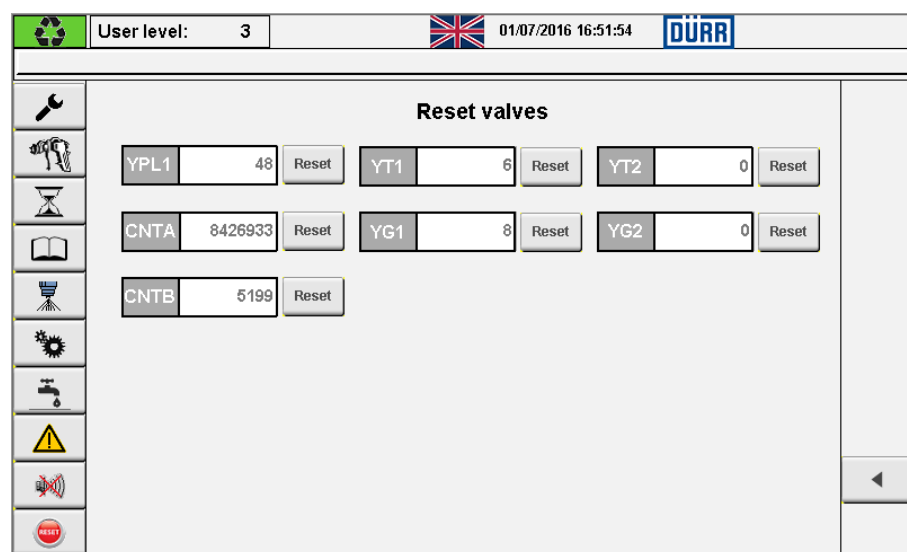 User level: 3 01/07/2016 16:51:54 DÜRR
Reset valves
YPL1 48 Reset YT1 6 Reset YT2 0 Reset
CNTA 8426933 Reset YG1 8 Reset YG2 0 Reset
CNTB 5199 Reset
RESET